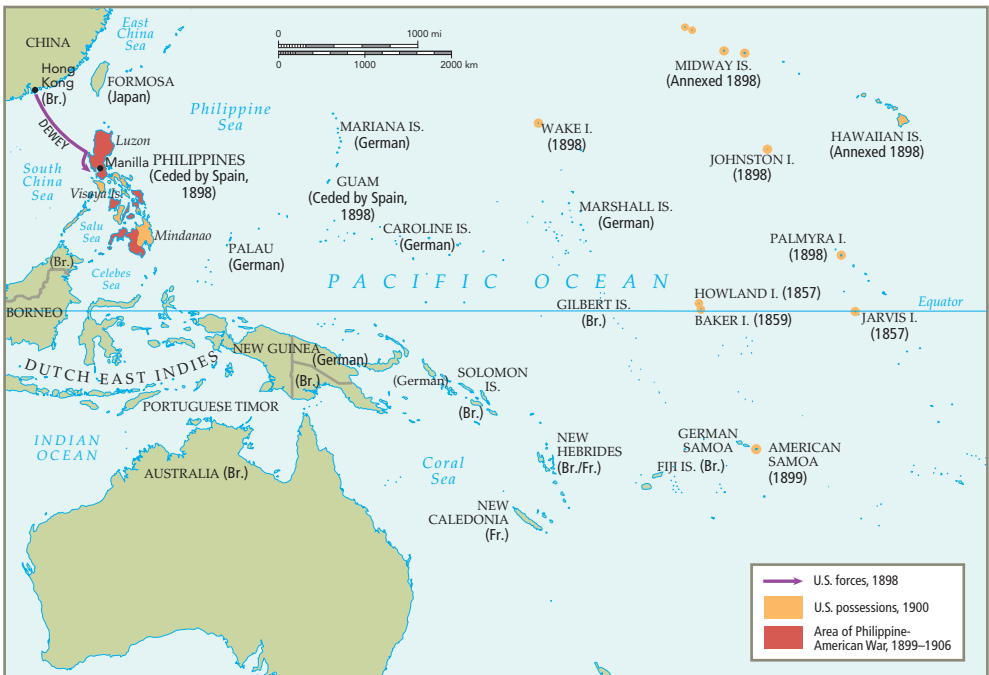 CHINA
East
China
Sea
0 1000 mi
0 1000 2000 km
MIDWAY IS.
(Annexed 1898)
Hong
Kong
(Br.)
FORMOSA
(Japan)
DEWEY
Philippine
Sea
MARIANA IS.
(German)
WAKE I.
(1898)
HAWAIIAN IS.
(Annexed 1898)
JOHNSTON I.
(1898)
Luzon
Manilla
PHILIPPINES
(Ceded by Spain,
1898)
South
China
Sea
Visaya Is.
GUAM
(Ceded by Spain,
1898)
MARSHALL IS.
(German)
CAROLINE IS.
(German)
Salu
Sea
Mindanao
PALAU
(German)
PALMYRA I.
(1898)
(Br.)
Celebes
Sea
PACIFIC OCEAN
HOWLAND I. (1857)
BORNEO
GILBERT IS.
(Br.)
BAKER I. (1859)
Equator
JARVIS I.
(1857)
DUTCH EAST INDIES
NEW GUINEA
(German)
(Br.)
(German)
SOLOMON
IS.
(Br.)
PORTUGUESE TIMOR
INDIAN
OCEAN
AUSTRALIA (Br.)
Coral
Sea
NEW
HEBRIDES
(Br./Fr.)
GERMAN
SAMOA
FIJI IS. (Br.)
AMERICAN
SAMOA
(1899)
NEW
CALEDONIA
(Fr.)
U.S. forces, 1898
U.S. possessions, 1900
Area of Philippine-
American War, 1899–1906